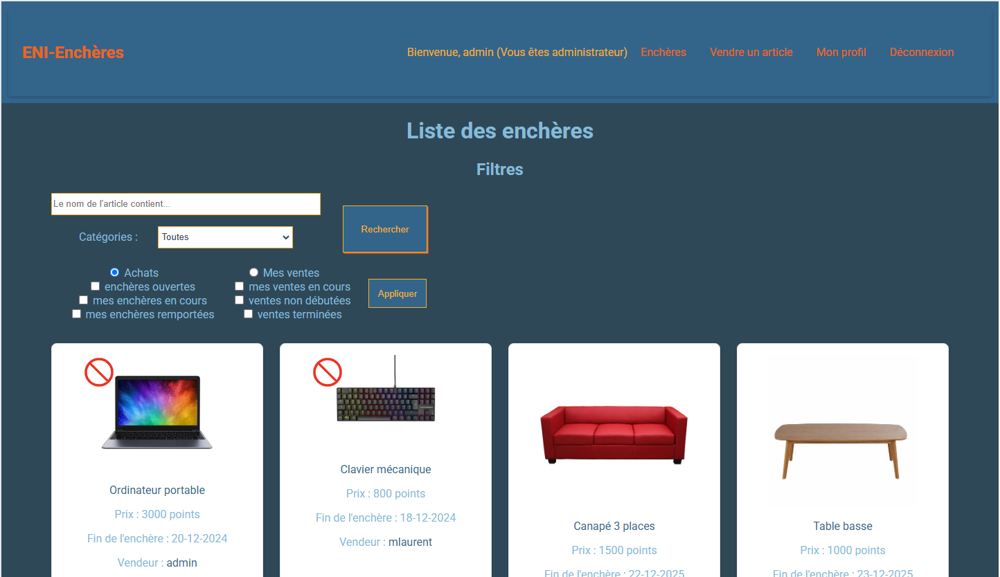 ENI-Enchères
Bienvenue, admin (Vous êtes administrateur) Enchères Vendre un article Mon profil Déconnexion
Liste des enchères
Filtres
Le nom de l'article contient...
Catégories : Toutes
Rechercher
Achats
enchères ouvertes
mes enchères en cours
mes enchères remportées
Mes ventes
mes ventes en cours
ventes non débutées
ventes terminées
Appliquer
Ordinateur portable
Prix : 3000 points
Fin de l'enchère : 20-12-2024
Vendeur : admin
Clavier mécanique
Prix : 800 points
Fin de l'enchère : 18-12-2024
Vendeur : mlaurent
Canapé 3 places
Prix : 1500 points
Fin de l'enchère : 22-12-2025
Table basse
Prix : 1000 points
Fin de l'enchère : 23-12-2025